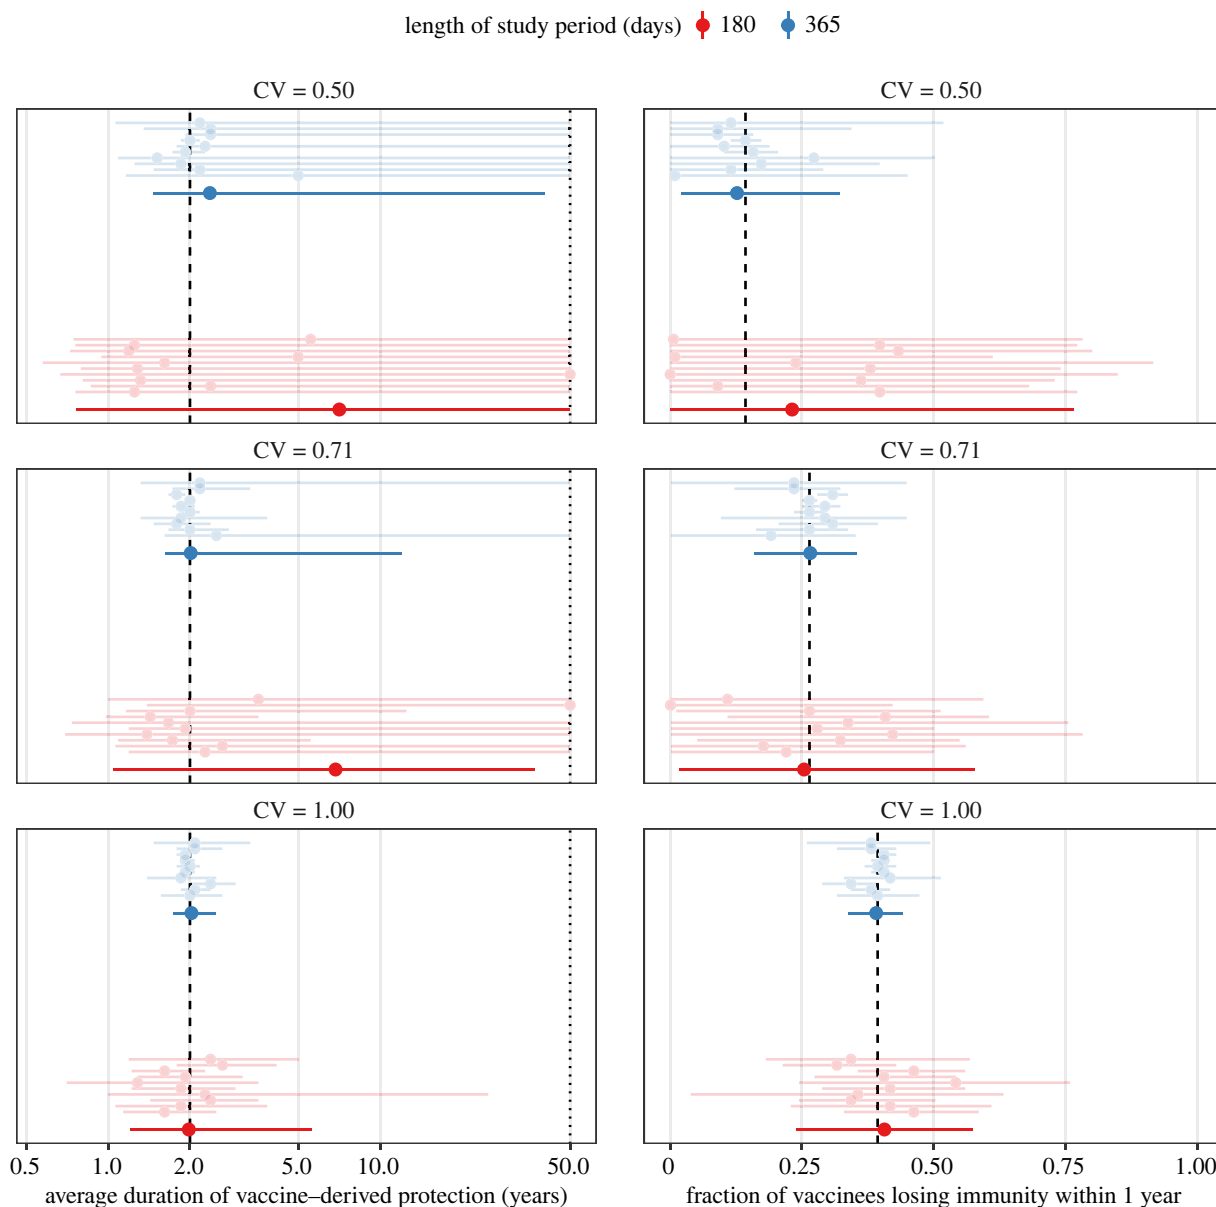 length of study period (days) 180 365
CV = 0.50 CV = 0.50
CV = 0.71 CV = 0.71
CV = 1.00 CV = 1.00
0.5 1.0 2.0 5.0 10.0 50.0 0 0.25 0.50 0.75 1.00
average duration of vaccine–derived protection (years) fraction of vaccinees losing immunity within 1 year